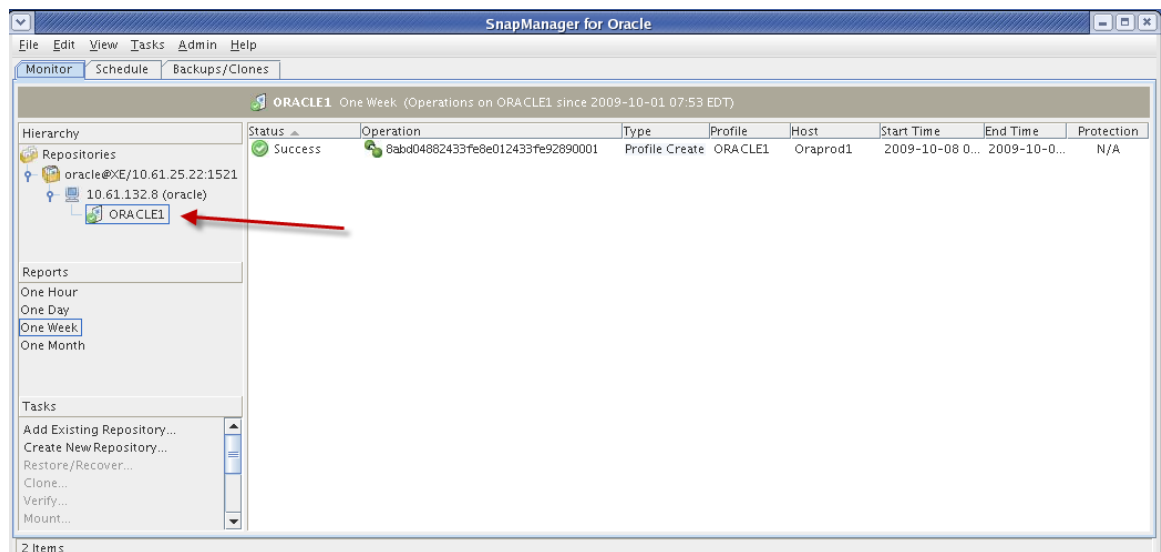 SnapManager for Oracle
File Edit View Tasks Admin Help
Monitor Schedule Backups/Clones
ORACLE1 One Week (Operations on ORACLE1 since 2009-10-01 07:53 EDT)
Hierarchy
Repositories
oracle@XE/10.61.25.22:1521
10.61.132.8 (oracle)
ORACLE1
Status Operation Type Profile Host Start Time End Time Protection
Success 8abd04882433fe8e012433fe92890001 Profile Create ORACLE1 Oraprod1 2009-10-08 0... 2009-10-0... N/A
Reports
One Hour
One Day
One Week
One Month
Tasks
Add Existing Repository...
Create New Repository...
Restore/Recover...
Clone...
Verify...
Mount...
2 Items